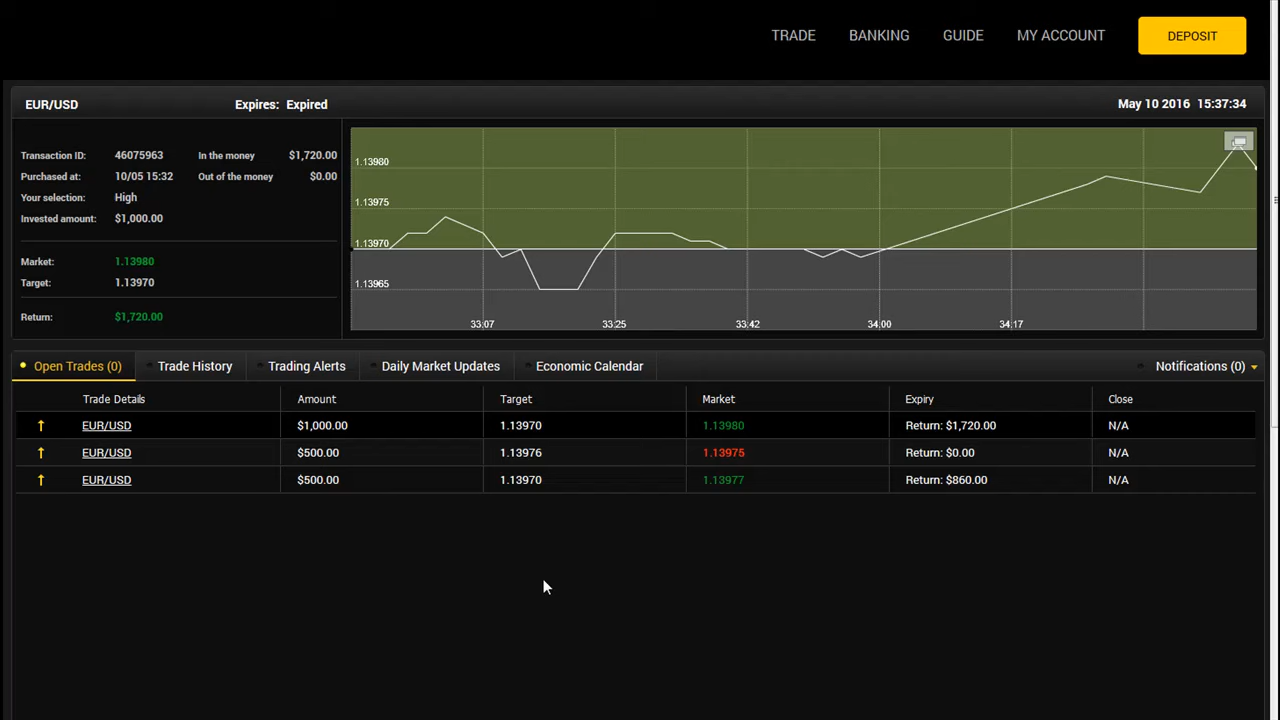 TRADE BANKING GUIDE MY ACCOUNT DEPOSIT
EUR/USD Expires: Expired May 10 2016 15:37:34
Transaction ID: 46075963 In the money $1,720.00
Purchased at: 10/05 15:32 Out of the money $0.00
Your selection: High
Invested amount: $1,000.00
Market: 1.13980
Target: 1.13970
Return: $1,720.00
1.13980
1.13975
1.13970
1.13965
33:07 33:25 33:42 34:00 34:17
Open Trades (0) Trade History Trading Alerts Daily Market Updates Economic Calendar Notifications (0)
Trade Details Amount Target Market Expiry Close
EUR/USD $1,000.00 1.13970 1.13980 Return: $1,720.00 N/A
EUR/USD $500.00 1.13976 1.13975 Return: $0.00 N/A
EUR/USD $500.00 1.13970 1.13977 Return: $860.00 N/A